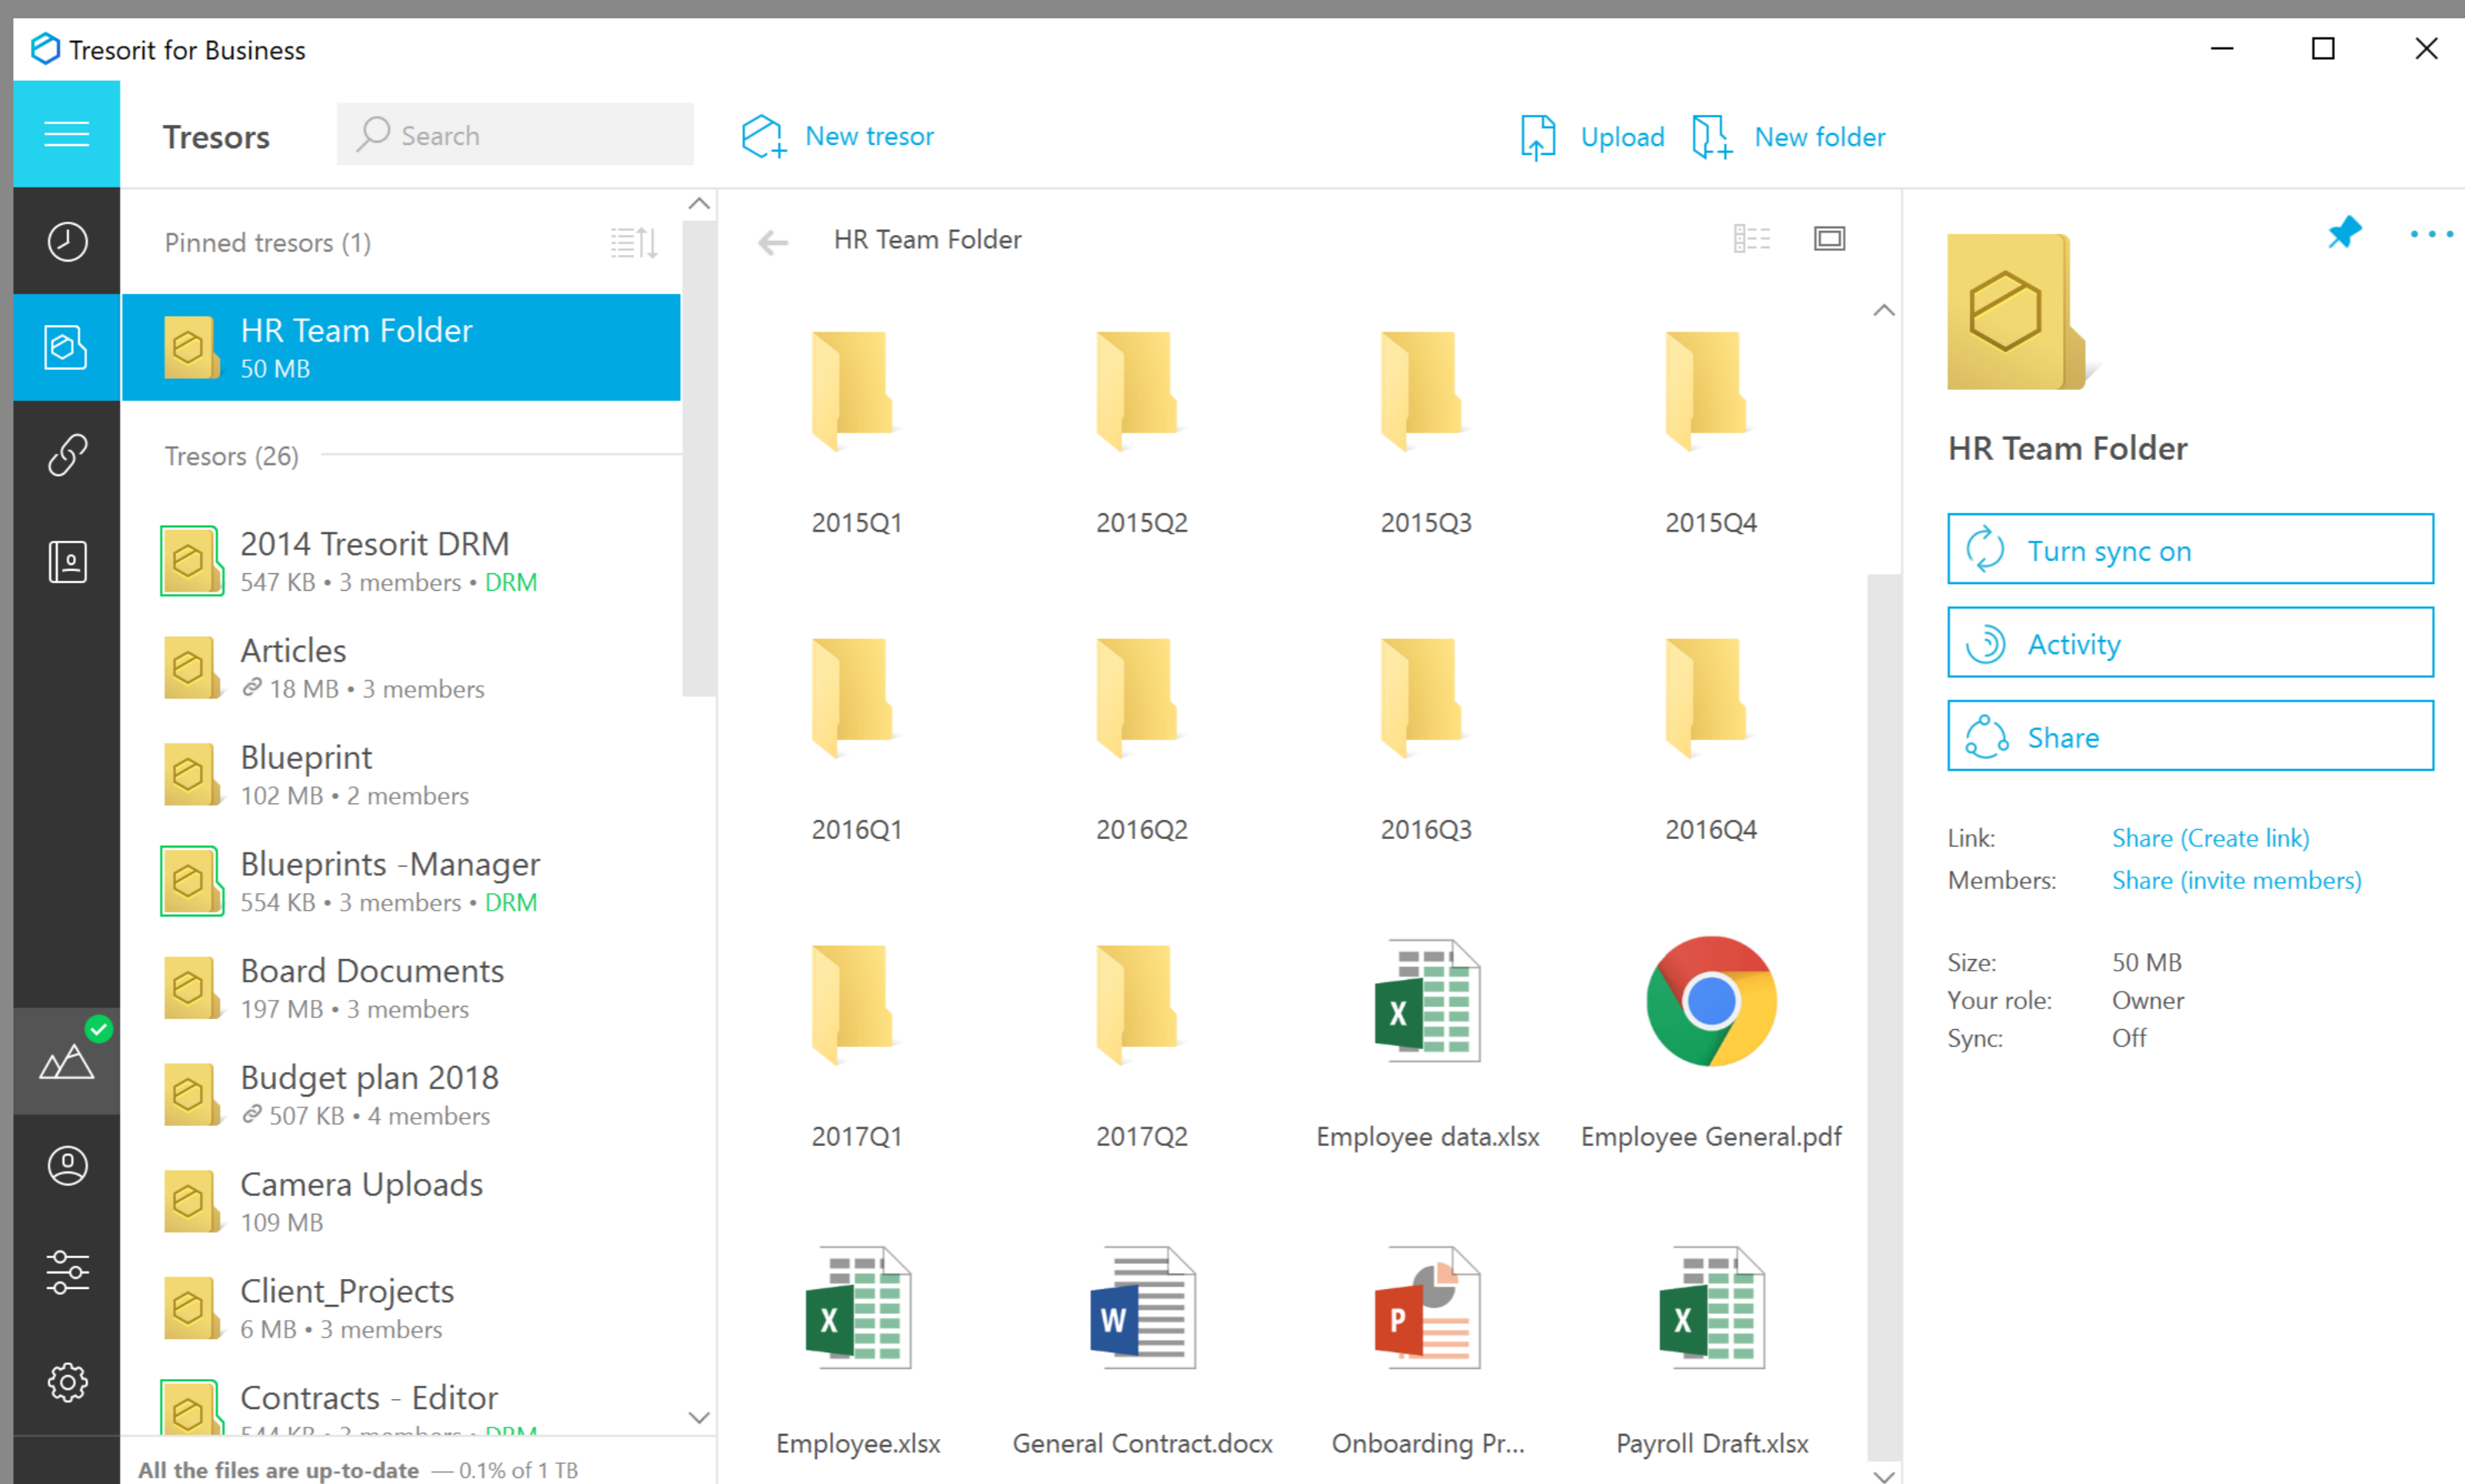 Tresorit for Business
Tresors
Search
New tresor
Upload
New folder
Pinned tresors (1)
HR Team Folder
50 MB
Tresors (26)
2014 Tresorit DRM
547 KB • 3 members • DRM
Articles
18 MB • 3 members
Blueprint
102 MB • 2 members
Blueprints -Manager
554 KB • 3 members • DRM
Board Documents
197 MB • 3 members
Budget plan 2018
507 KB • 4 members
Camera Uploads
109 MB
Client_Projects
6 MB • 3 members
Contracts - Editor
544 KB • 3 members • DRM
All the files are up-to-date — 0.1% of 1 TB
HR Team Folder
2015Q1
2015Q2
2015Q3
2015Q4
2016Q1
2016Q2
2016Q3
2016Q4
2017Q1
2017Q2
X
Employee data.xlsx
Employee General.pdf
X
Employee.xlsx
W
General Contract.docx
P
Onboarding Pr...
X
Payroll Draft.xlsx
HR Team Folder
Turn sync on
Activity
Share
Link: Share (Create link)
Members: Share (invite members)
Size: 50 MB
Your role: Owner
Sync: Off